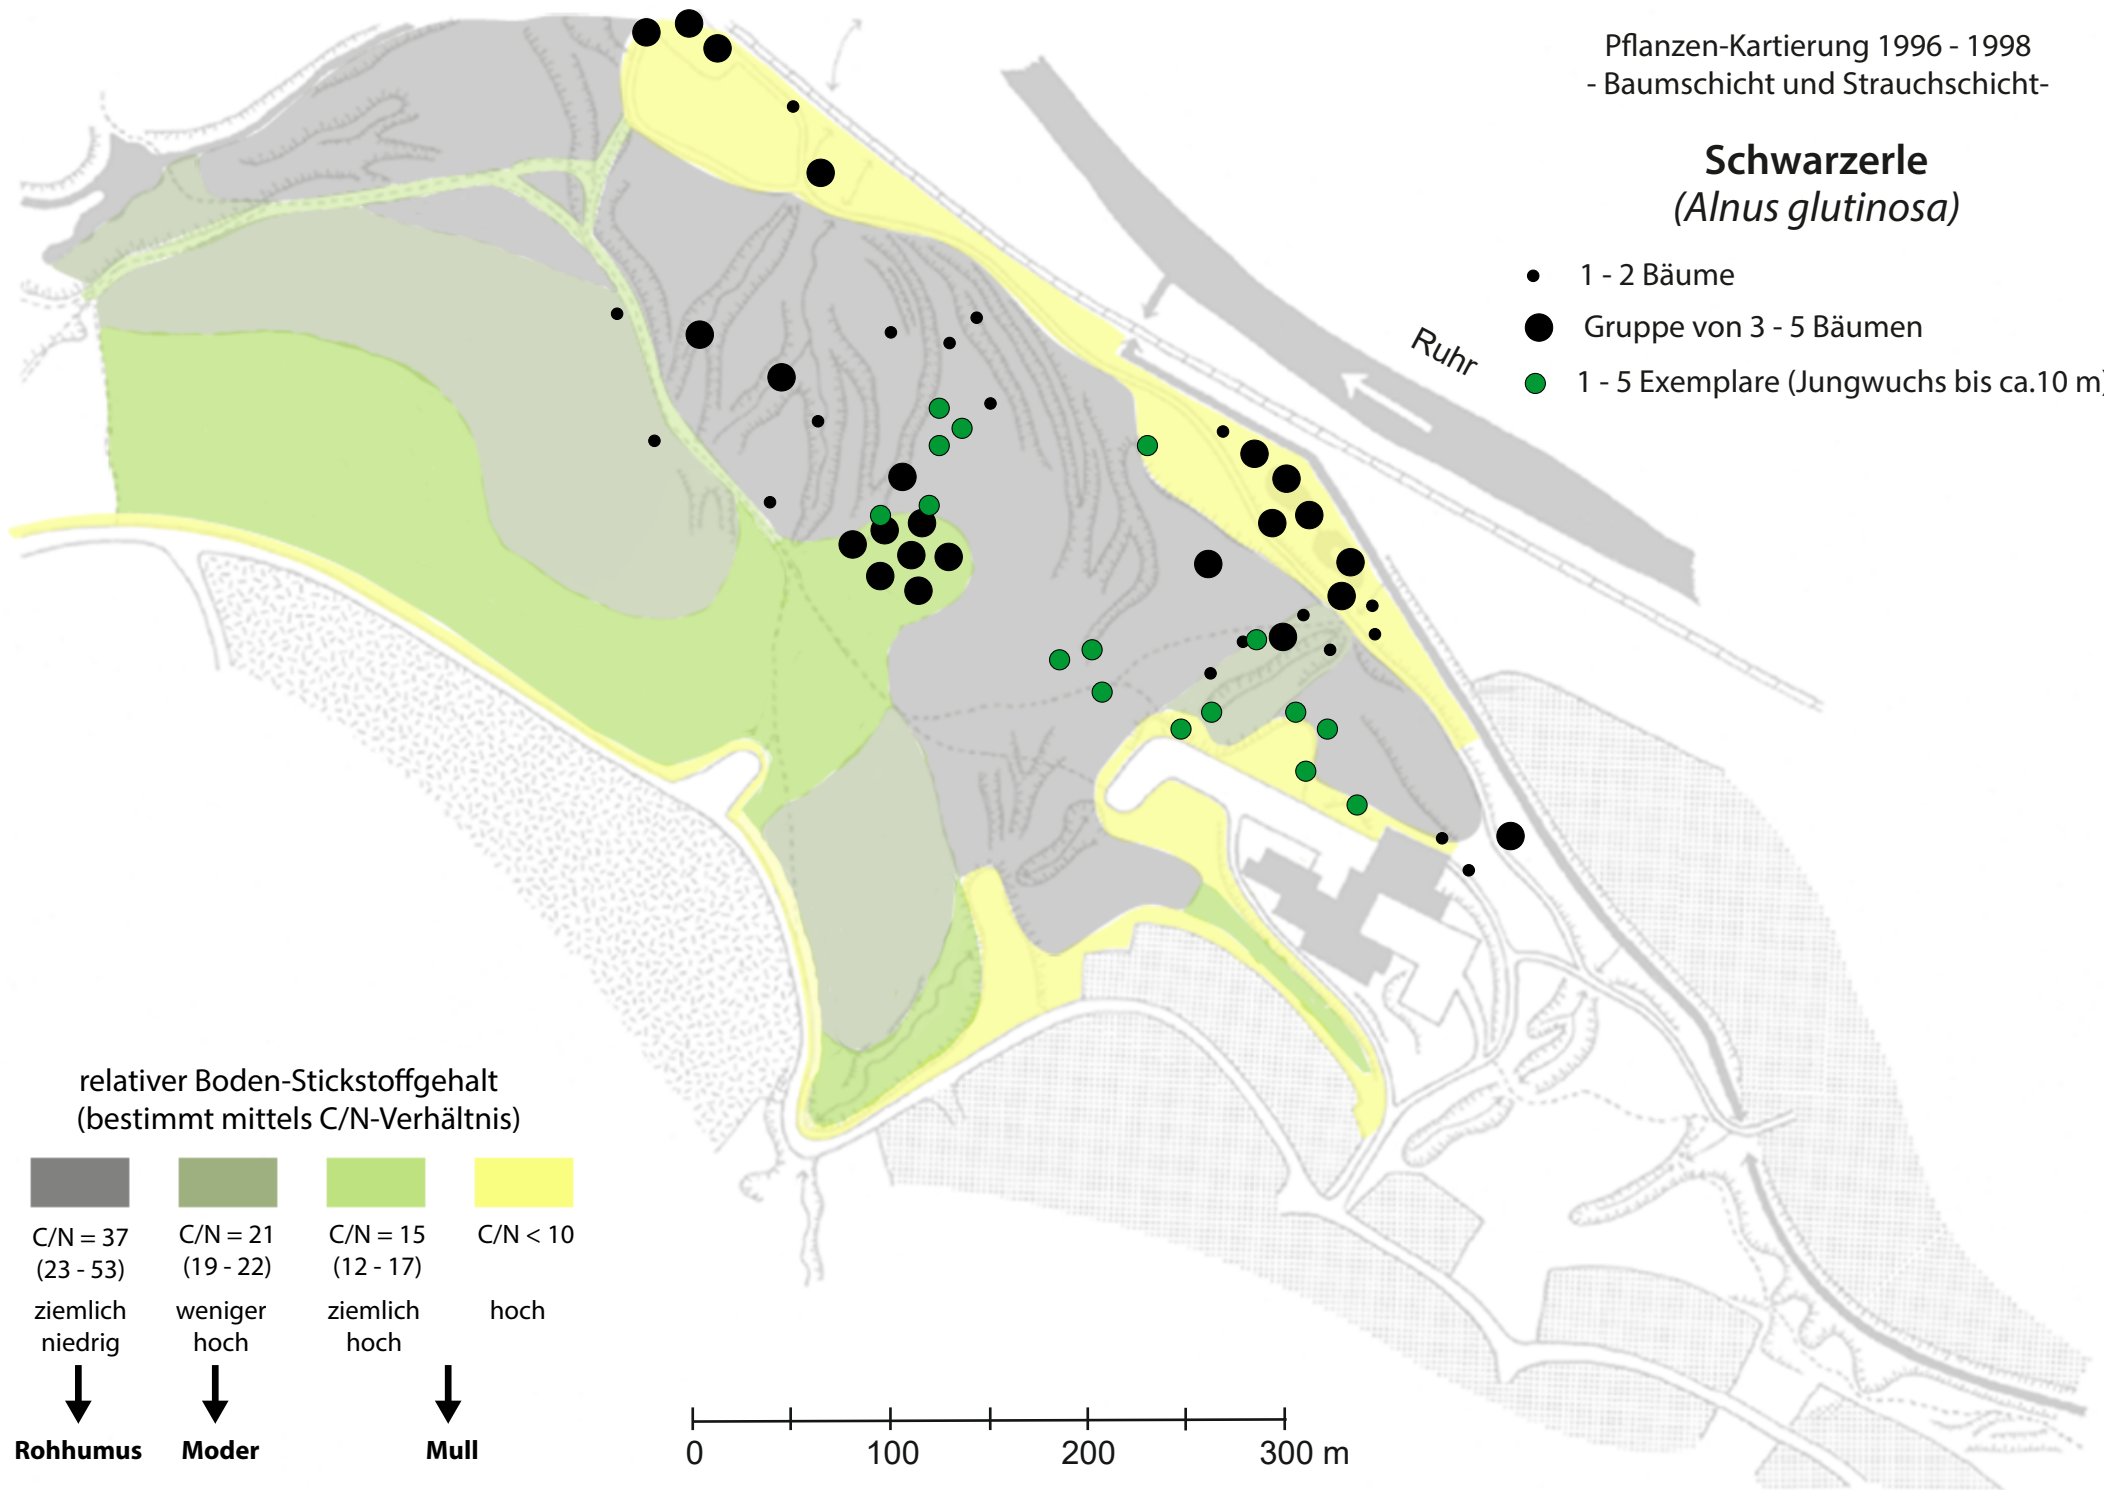 Pflanzen-Kartierung 1996 - 1998
- Baumschicht und Strauchschicht-
Schwarzerle
(Alnus glutinosa)
1 - 2 Bäume
Gruppe von 3 - 5 Bäumen
1 - 5 Exemplare (Jungwuchs bis ca.10 m)
Ruhr
relativer Boden-Stickstoffgehalt
(bestimmt mittels C/N-Verhältnis)
C/N = 37
(23 - 53)
ziemlich
niedrig
Rohhumus
C/N = 21
(19 - 22)
weniger
hoch
Moder
C/N = 15
(12 - 17)
ziemlich
hoch
C/N < 10
hoch
Mull
0 100 200 300 m